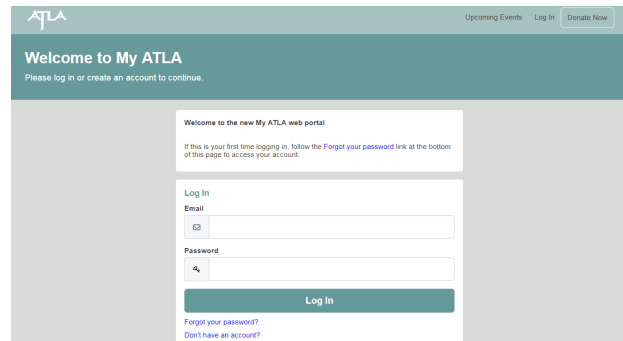 ATLA
Upcoming Events Log In Donate Now
Welcome to My ATLA
Please log in or create an account to continue.
Welcome to the new My ATLA web portal
If this is your first time logging in, follow the Forgot your password link at the bottom
of this page to access your account.
Log In
Email
Password
Log In
Forgot your password?
Don't have an account?